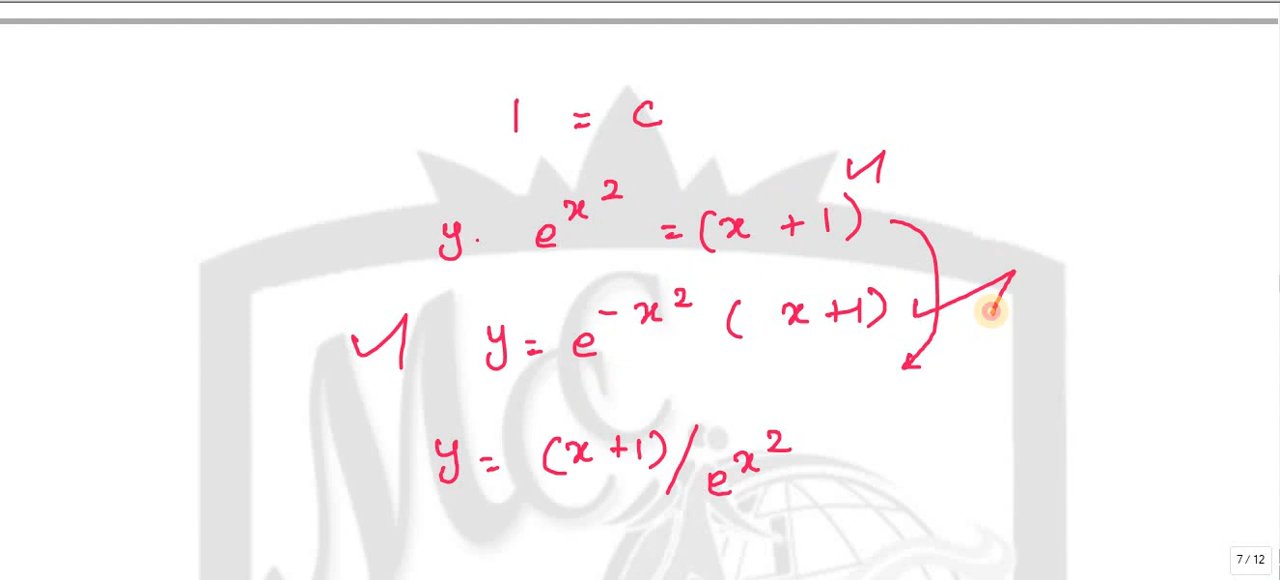 1 = c
y. e^{x^2} = (x + 1)
y = e^{-x^2} (x+1)
y = (x+1)/e^{x^2}
7 / 12